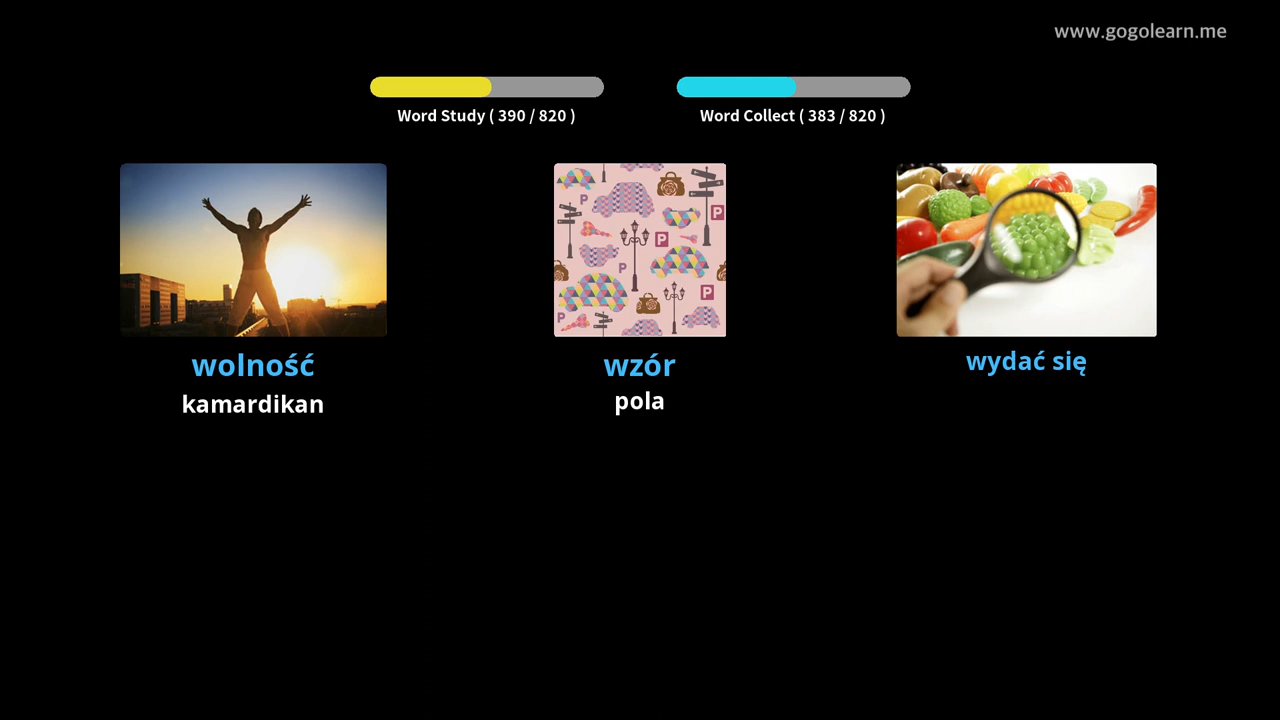 www.gogolearn.me
Word Study ( 390 / 820 )
Word Collect ( 383 / 820 )
P
P
P
P
P
P
wolność
wzór
wydać się
kamardikan
pola